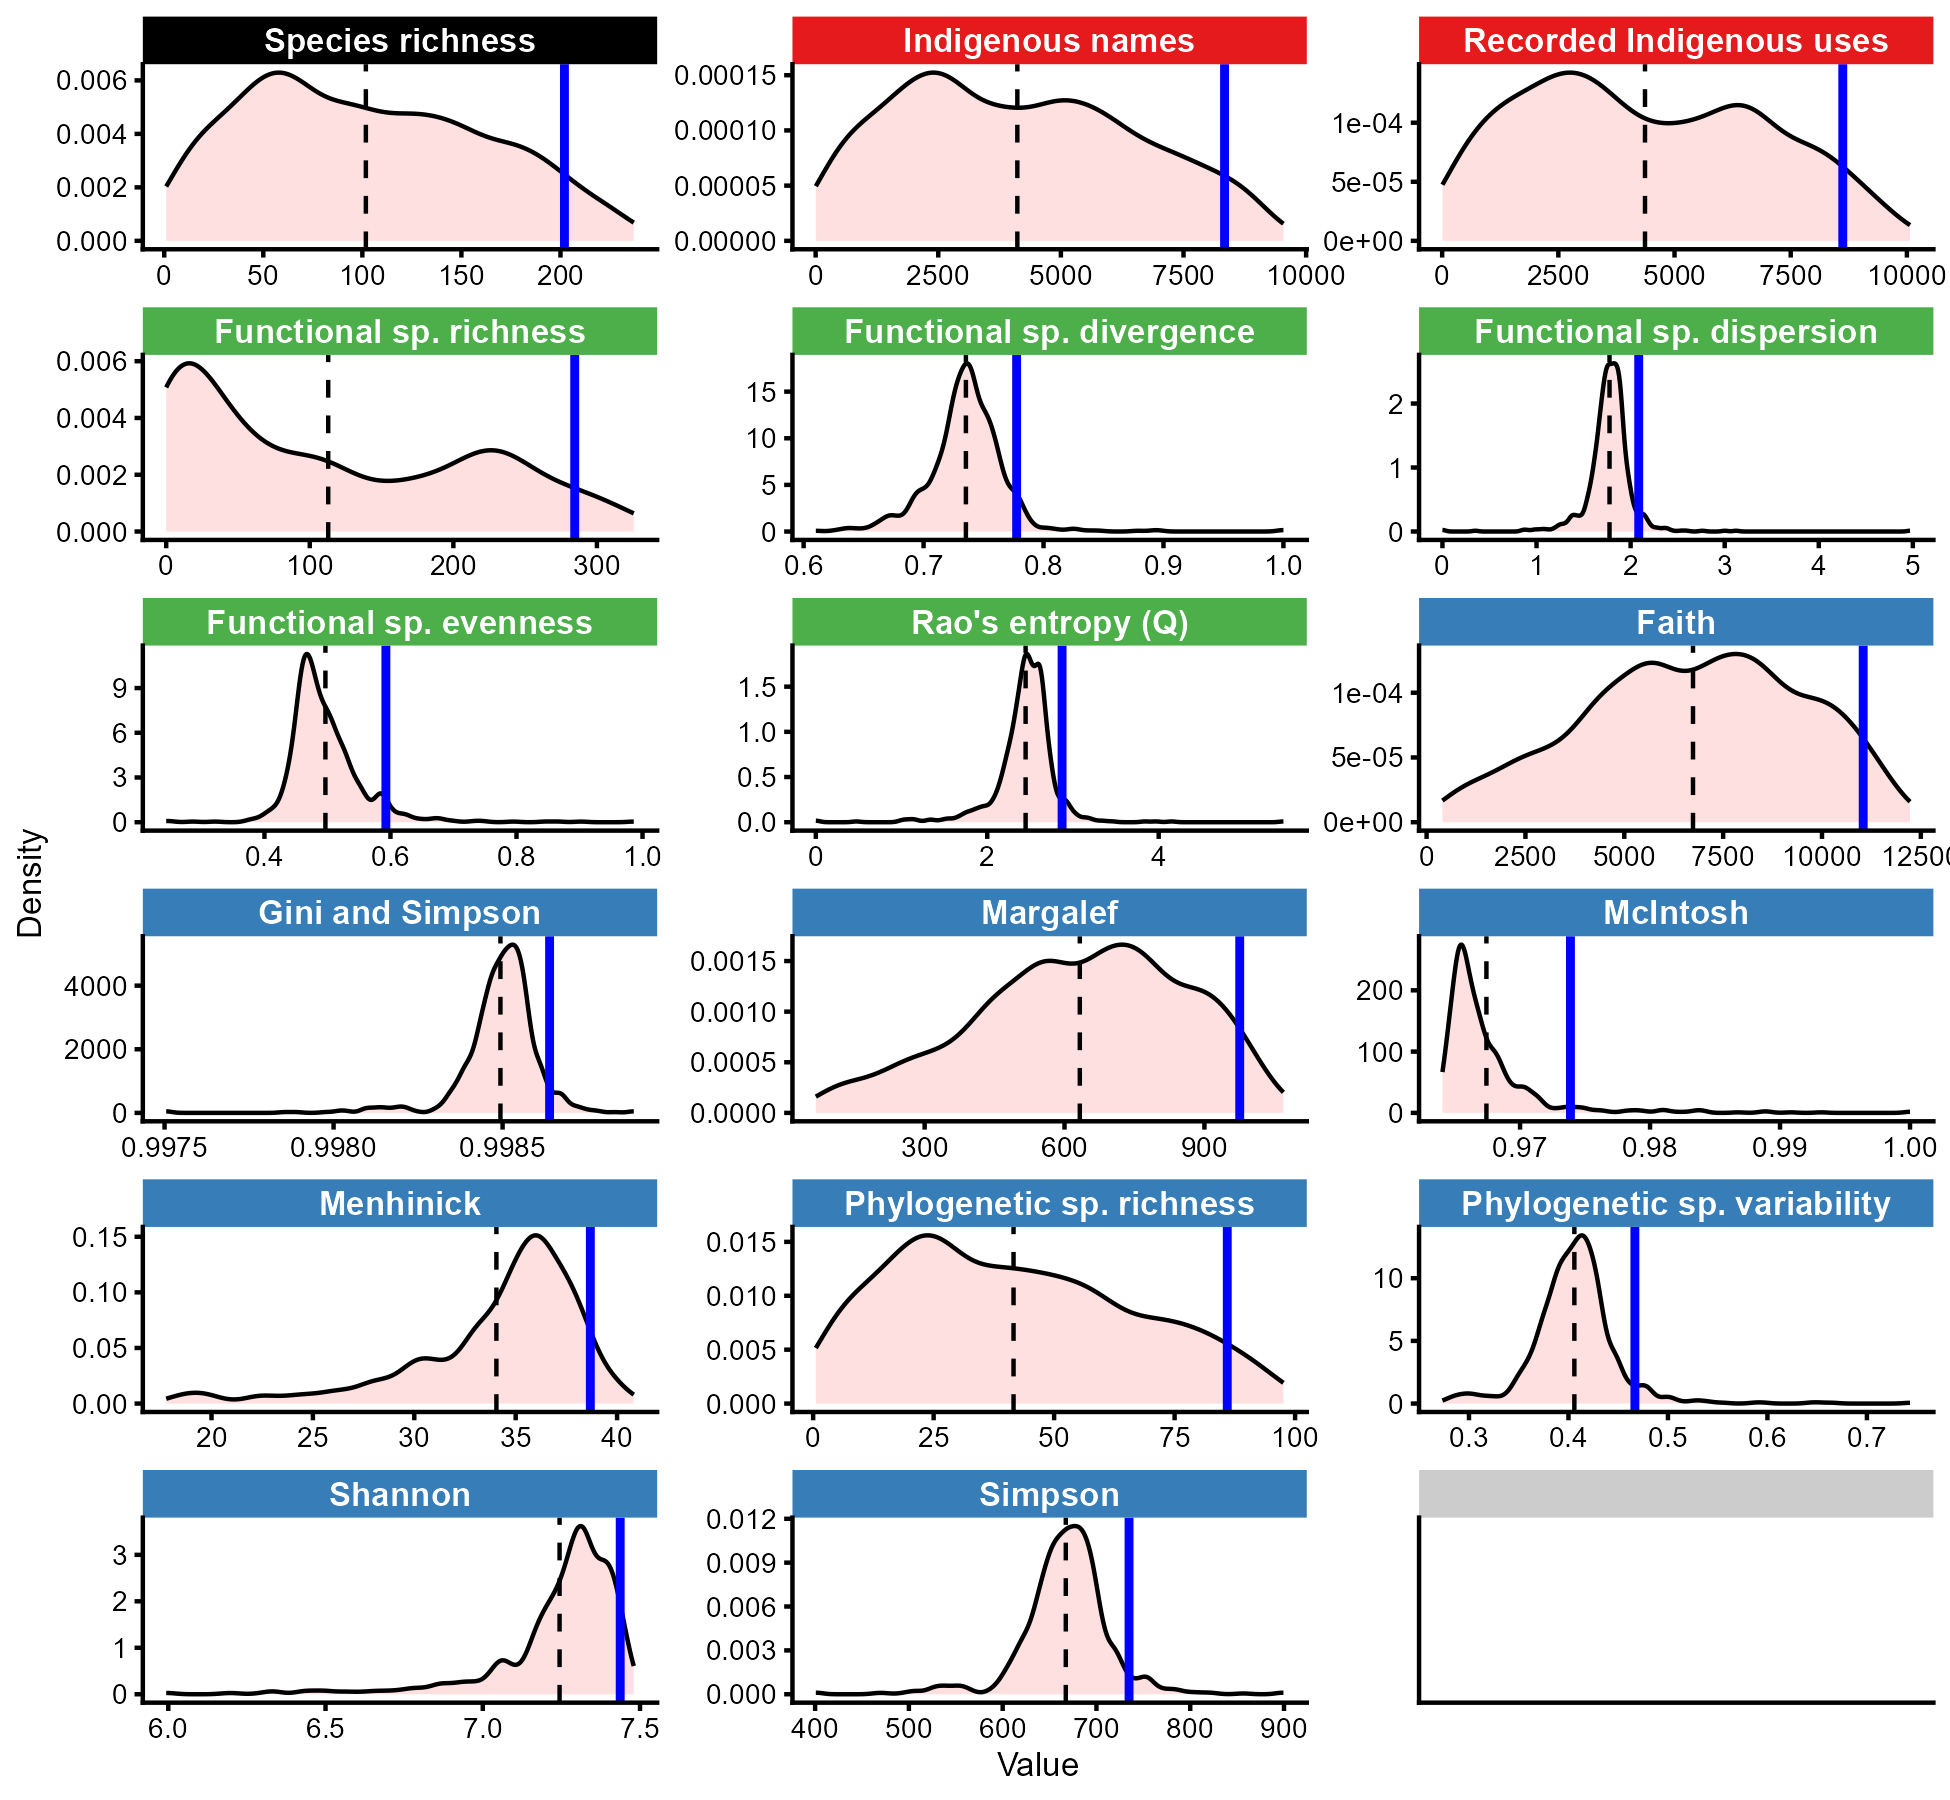 Species richness
Indigenous names
Recorded Indigenous uses
0.006
0.004
0.002
0.000
0 50 100 150 200
0.00015
0.00010
0.00005
0.00000
0 2500 5000 7500 10000
1e-04
5e-05
0e+00
0 2500 5000 7500 10000
Functional sp. richness
Functional sp. divergence
Functional sp. dispersion
0.006
0.004
0.002
0.000
0 100 200 300
15
10
5
0
0.6 0.7 0.8 0.9 1.0
2
1
0
0 1 2 3 4 5
Functional sp. evenness
Rao's entropy (Q)
Faith
9
6
3
0
0.4 0.6 0.8 1.0
1.5
1.0
0.5
0.0
0 2 4
1e-04
5e-05
0e+00
0 2500 5000 7500 10000 1250
Density
Gini and Simpson
Margalef
McIntosh
4000
2000
0
0.9975 0.9980 0.9985
0.0015
0.0010
0.0005
0.0000
300 600 900
200
100
0
0.97 0.98 0.99 1.00
Menhinick
Phylogenetic sp. richness
Phylogenetic sp. variability
0.15
0.10
0.05
0.00
20 25 30 35 40
0.015
0.010
0.005
0.000
0 25 50 75 100
10
5
0
0.3 0.4 0.5 0.6 0.7
Shannon
Simpson
3
2
1
0
6.0 6.5 7.0 7.5
0.012
0.009
0.006
0.003
0.000
400 500 600 700 800 900
Value